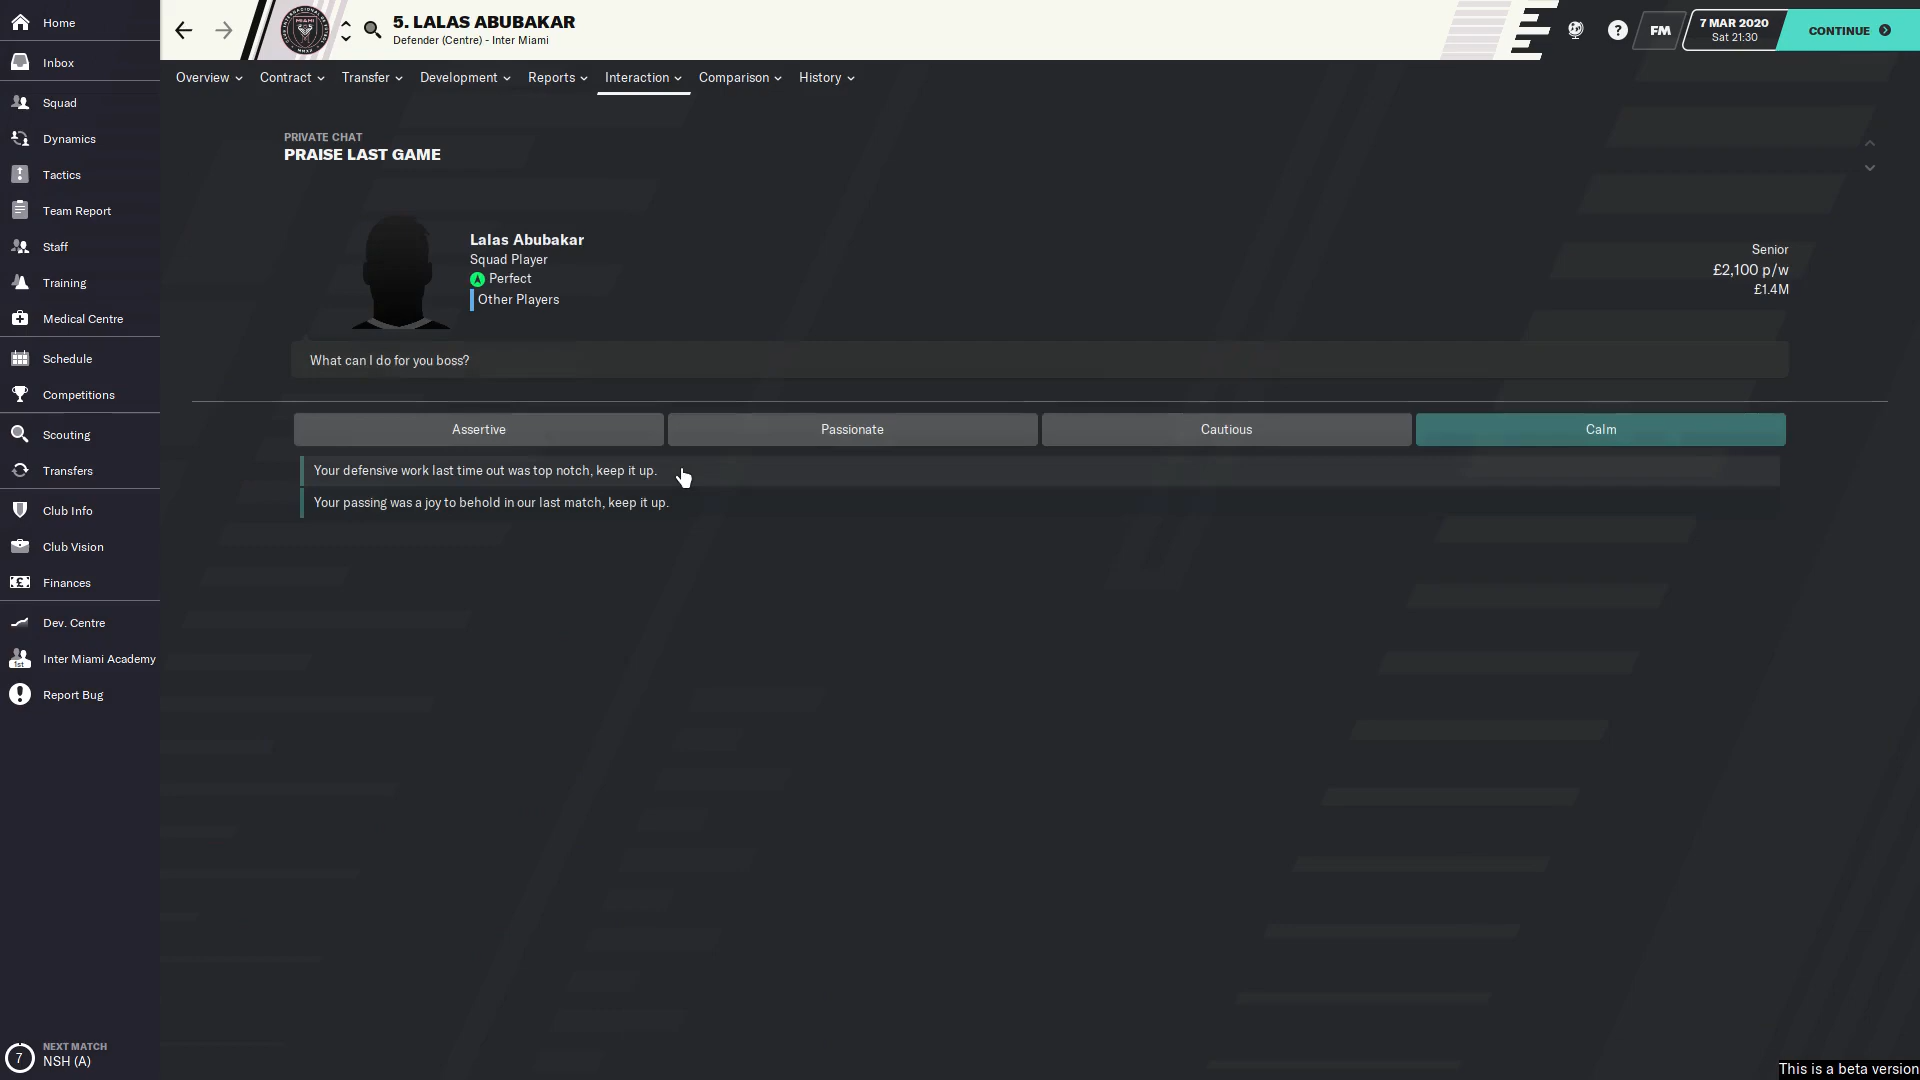 Home
Inbox
Squad
Dynamics
Tactics
Team Report
Staff
Training
Medical Centre
Schedule
Competitions
Scouting
Transfers
Club Info
Club Vision
Finances
Dev. Centre
1st
Inter Miami Academy
Report Bug
7
NEXT MATCH
NSH (A)
MIAMI
5. LALAS ABUBAKAR
Defender (Centre) - Inter Miami
?
FM
7 MAR 2020
Sat 21:30
CONTINUE
Overview
Contract
Transfer
Development
Reports
Interaction
Comparison
History
PRIVATE CHAT
PRAISE LAST GAME
Lalas Abubakar
Squad Player
Perfect
Other Players
Senior
£2,100 p/w
£1.4M
What can I do for you boss?
Assertive
Passionate
Cautious
Calm
Your defensive work last time out was top notch, keep it up.
Your passing was a joy to behold in our last match, keep it up.
This is a beta version